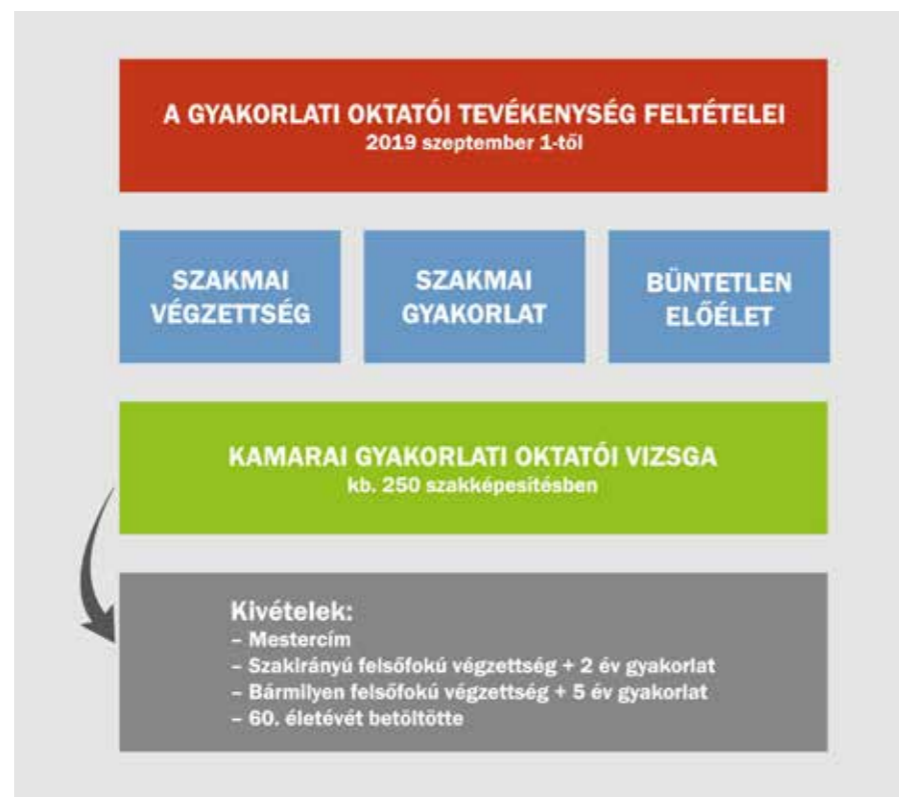 A GYAKORLATI OKTATÓI TEVÉKENYSÉG FELTÉTELEI
2019 szeptember 1-től
SZAKMAI
VÉGZETTSÉG
SZAKMAI
GYAKORLAT
BÜNTETLEN
ELŐÉLET
KAMARAI GYAKORLATI OKTATÓI VIZSGA
kb. 250 szakképesítésben
Kivételek:
– Mestercím
– Szakirányú felsőfokú végzettség + 2 év gyakorlat
– Bármilyen felsőfokú végzettség + 5 év gyakorlat
– 60. életévét betöltötte